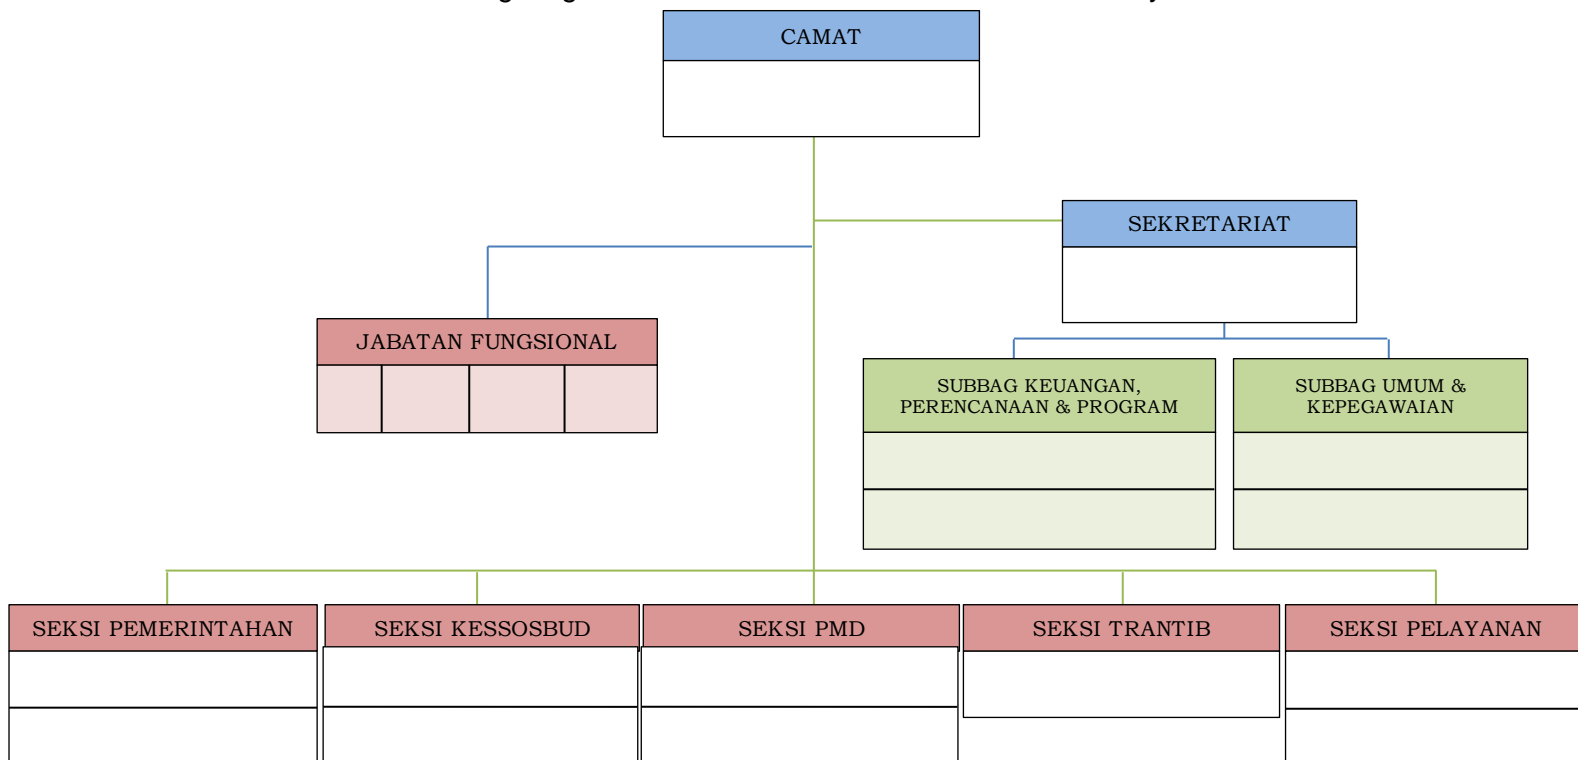 CAMAT
SEKRETARIAT
JABATAN FUNGSIONAL
SUBBAG KEUANGAN,
PERENCANAAN & PROGRAM
SUBBAG UMUM &
KEPEGAWAIAN
SEKSI PEMERINTAHAN
SEKSI KESSOSBUD
SEKSI PMD
SEKSI TRANTIB
SEKSI PELAYANAN